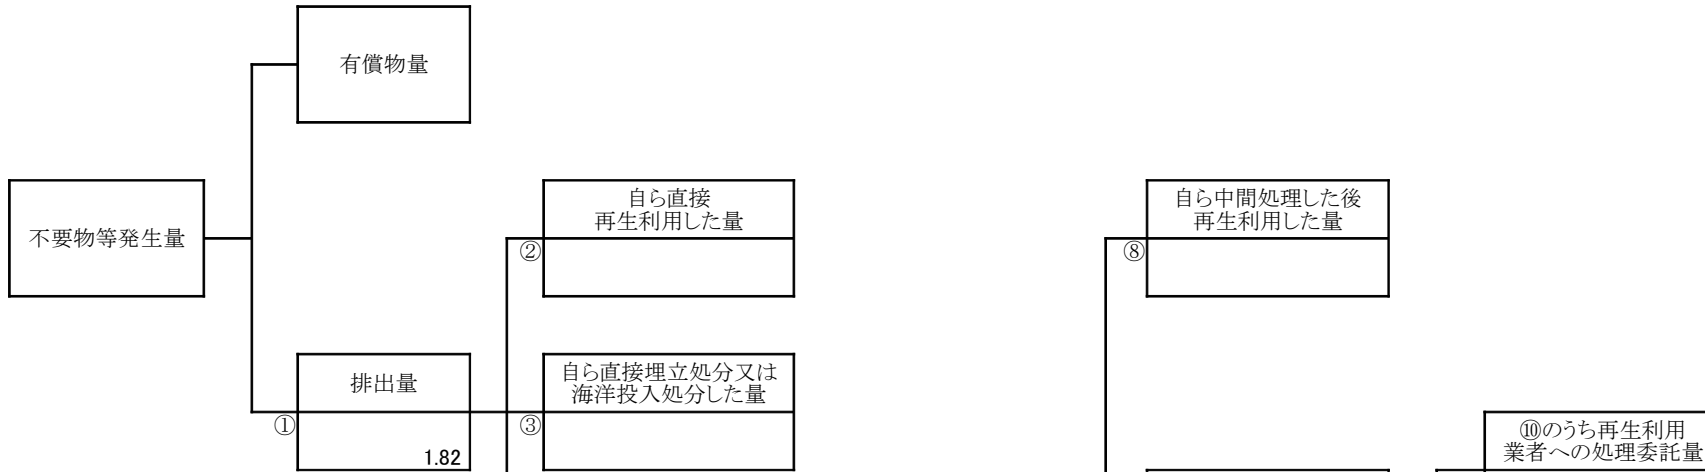 有償物量
不要物等発生量
自ら直接
再生利用した量
②
自ら中間処理した後
再生利用した量
⑧
排出量
①
1.82
自ら直接埋立処分又は
海洋投入処分した量
③
⑩のうち再生利用
業者への処理委託量